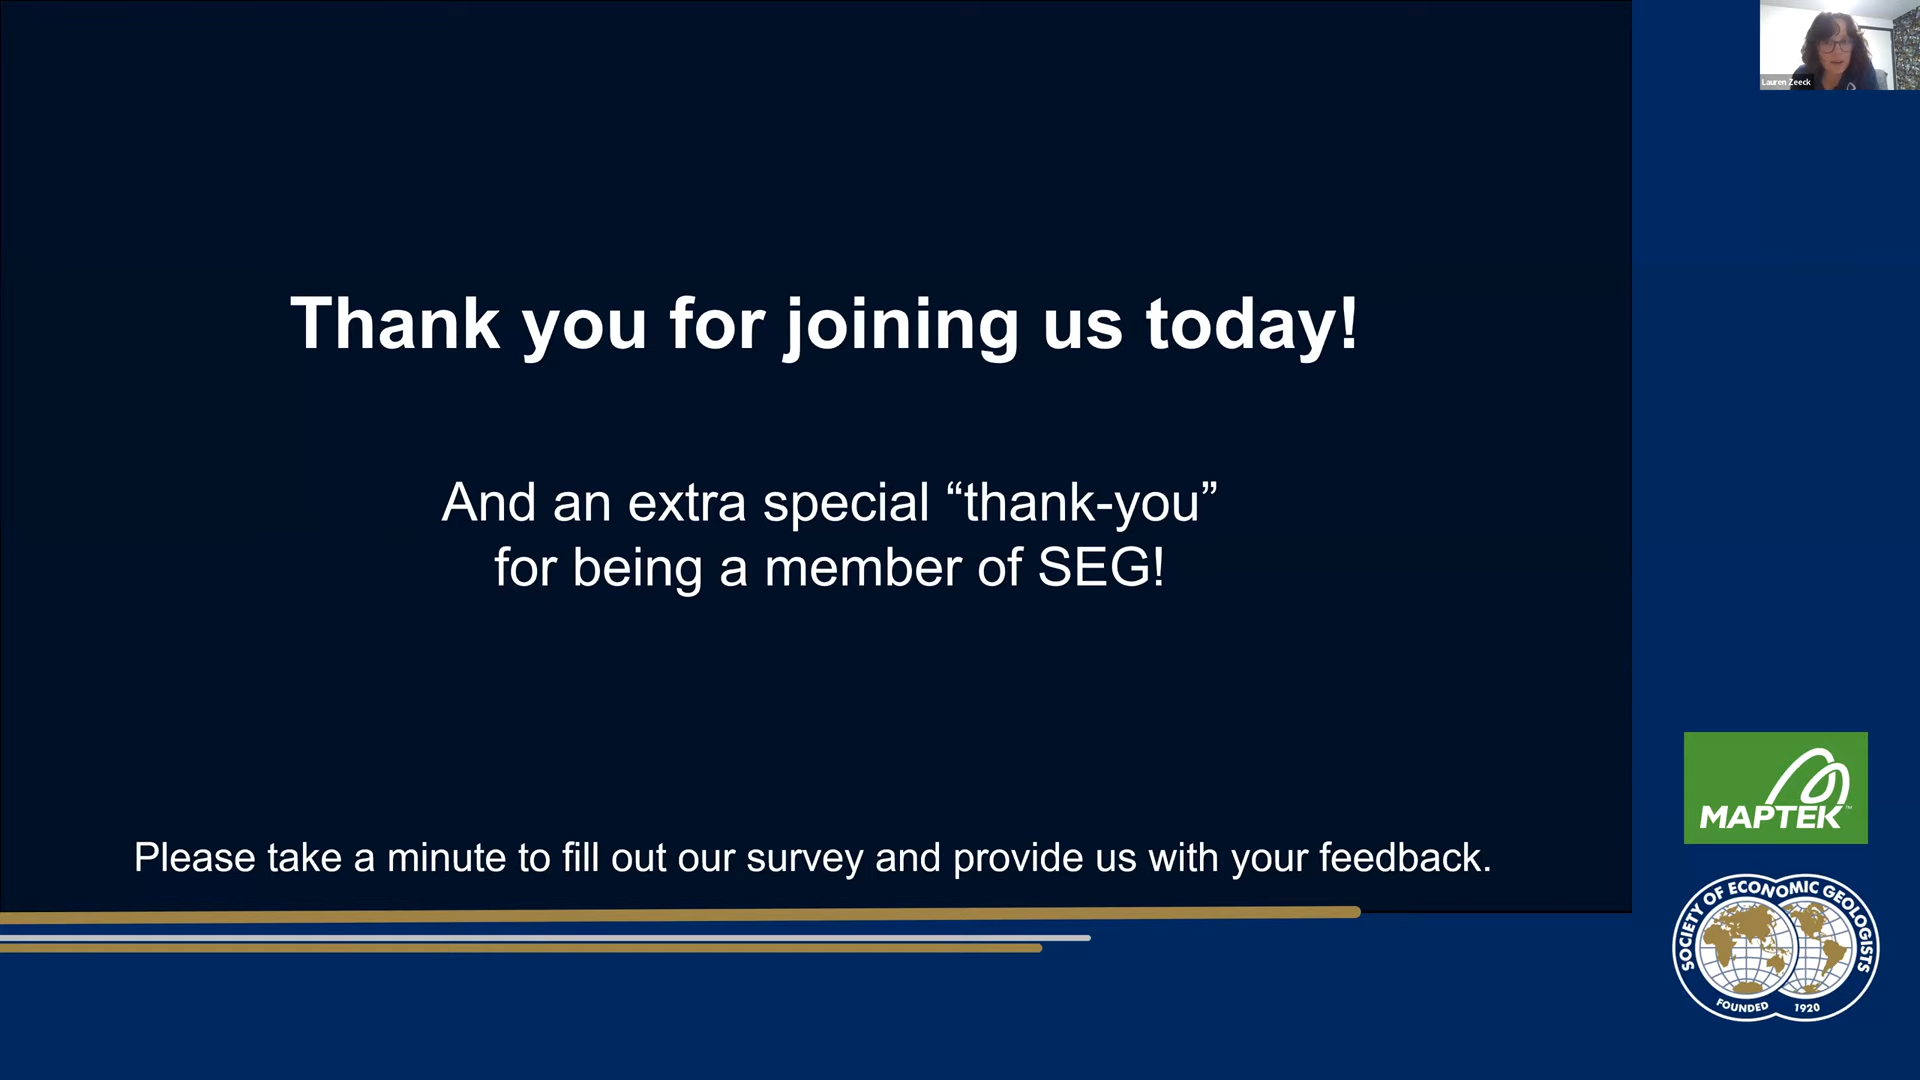 Lauren Zeeck
Thank you for joining us today!
And an extra special “thank-you”
for being a member of SEG!
Please take a minute to fill out our survey and provide us with your feedback.
MAPTEK™
SOCIETY OF ECONOMIC GEOLOGISTS
FOUNDED 1920